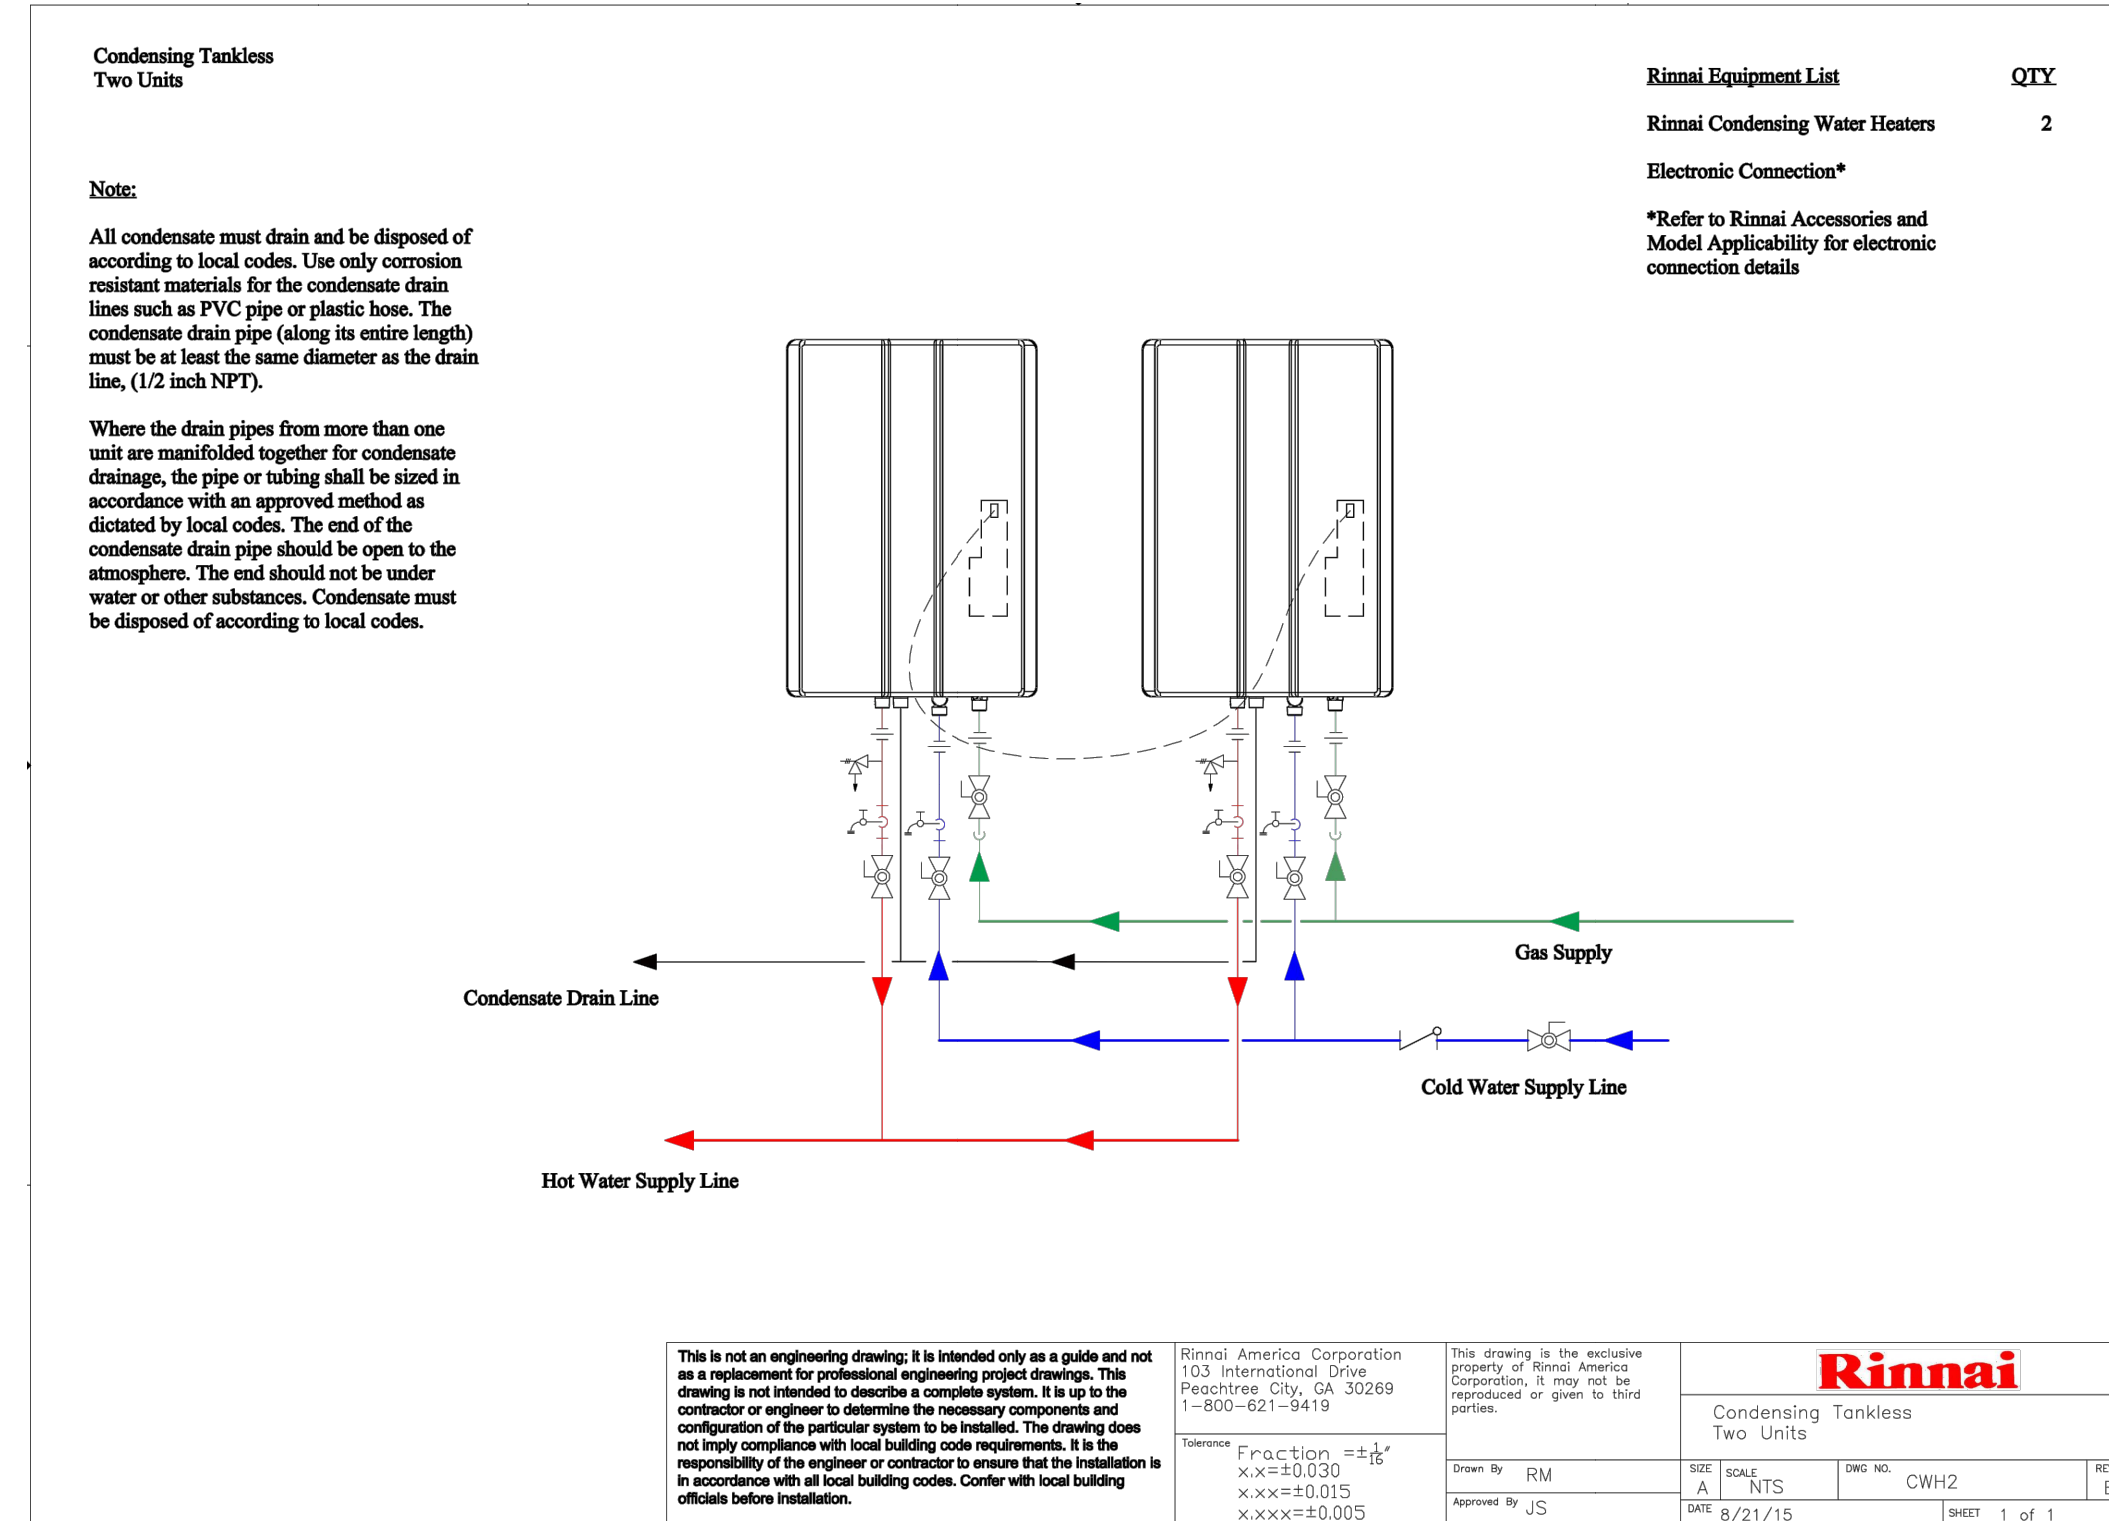 Condensing Tankless
Two Units
Rinnai Equipment List QTY
Rinnai Condensing Water Heaters 2
Electronic Connection*
*Refer to Rinnai Accessories and
Model Applicability for electronic
connection details
Note:
All condensate must drain and be disposed of
according to local codes. Use only corrosion
resistant materials for the condensate drain
lines such as PVC pipe or plastic hose. The
condensate drain pipe (along its entire length)
must be at least the same diameter as the drain
line, (1/2 inch NPT).
Where the drain pipes from more than one
unit are manifolded together for condensate
drainage, the pipe or tubing shall be sized in
accordance with an approved method as
dictated by local codes. The end of the
condensate drain pipe should be open to the
atmosphere. The end should not be under
water or other substances. Condensate must
be disposed of according to local codes.
Gas Supply
Condensate Drain Line
Cold Water Supply Line
Hot Water Supply Line
This is not an engineering drawing; it is intended only as a guide and not
as a replacement for professional engineering project drawings. This
drawing is not intended to describe a complete system. It is up to the
contractor or engineer to determine the necessary components and
configuration of the particular system to be installed. The drawing does
not imply compliance with local building code requirements. It is the
responsibility of the engineer or contractor to ensure that the installation is
in accordance with all local building codes. Confer with local building
officials before installation.
Rinnai America Corporation
103 International Drive
Peachtree City, GA 30269
1-800-621-9419
Tolerance
Fraction =±1/16"
x.x=±0.030
x.xx=±0.015
x.xxx=±0.005
This drawing is the exclusive
property of Rinnai America
Corporation, it may not be
reproduced or given to third
parties.
Drawn By RM
Approved By JS
Rinnai
Condensing Tankless
Two Units
SIZE A
SCALE NTS
DWG NO. CWH2
DATE 8/21/15
SHEET 1 of 1